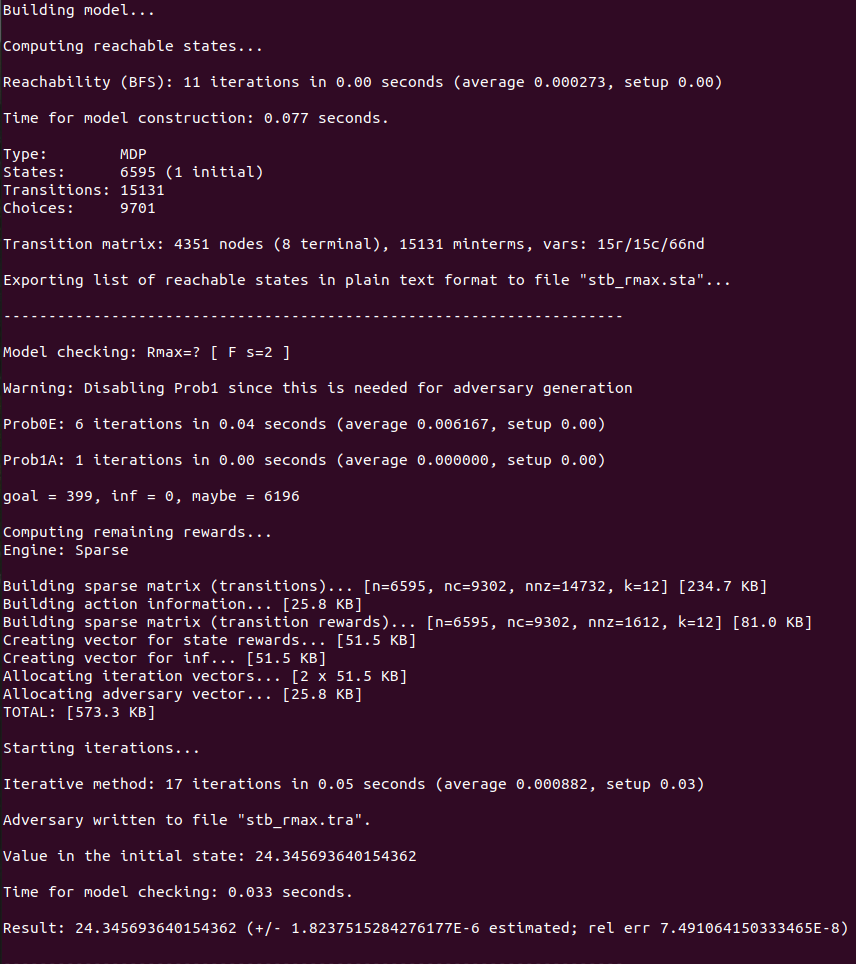 Building model...
Computing reachable states...
Reachability (BFS): 11 iterations in 0.00 seconds (average 0.000273, setup 0.00)
Time for model construction: 0.077 seconds.
Type:        MDP
States:      6595 (1 initial)
Transitions: 15131
Choices:     9701
Transition matrix: 4351 nodes (8 terminal), 15131 minterms, vars: 15r/15c/66nd
Exporting list of reachable states in plain text format to file "stb_rmax.sta"...
---------------------------------------------------------------------
Model checking: Rmax=? [ F s=2 ]
Warning: Disabling Prob1 since this is needed for adversary generation
Prob0E: 6 iterations in 0.04 seconds (average 0.006167, setup 0.00)
Prob1A: 1 iterations in 0.00 seconds (average 0.000000, setup 0.00)
goal = 399, inf = 0, maybe = 6196
Computing remaining rewards...
Engine: Sparse
Building sparse matrix (transitions)... [n=6595, nc=9302, nnz=14732, k=12] [234.7 KB]
Building action information... [25.8 KB]
Building sparse matrix (transition rewards)... [n=6595, nc=9302, nnz=1612, k=12] [81.0 KB]
Creating vector for state rewards... [51.5 KB]
Creating vector for inf... [51.5 KB]
Allocating iteration vectors... [2 x 51.5 KB]
Allocating adversary vector... [25.8 KB]
TOTAL: [573.3 KB]
Starting iterations...
Iterative method: 17 iterations in 0.05 seconds (average 0.000882, setup 0.03)
Adversary written to file "stb_rmax.tra".
Value in the initial state: 24.345693640154362
Time for model checking: 0.033 seconds.
Result: 24.345693640154362 (+/- 1.8237515284276177E-6 estimated; rel err 7.491064150333465E-8)